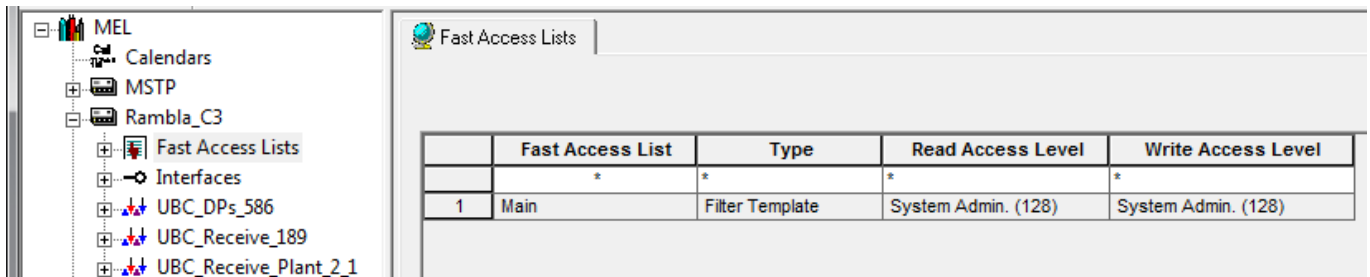 MEL
Calendars
MSTP
Rambla_C3
Fast Access Lists
Interfaces
UBC_DPs_586
UBC_Receive_189
UBC_Receive_Plant_2_1
Fast Access Lists
Fast Access List Type Read Access Level Write Access Level
* * * *
1 Main Filter Template System Admin. (128) System Admin. (128)